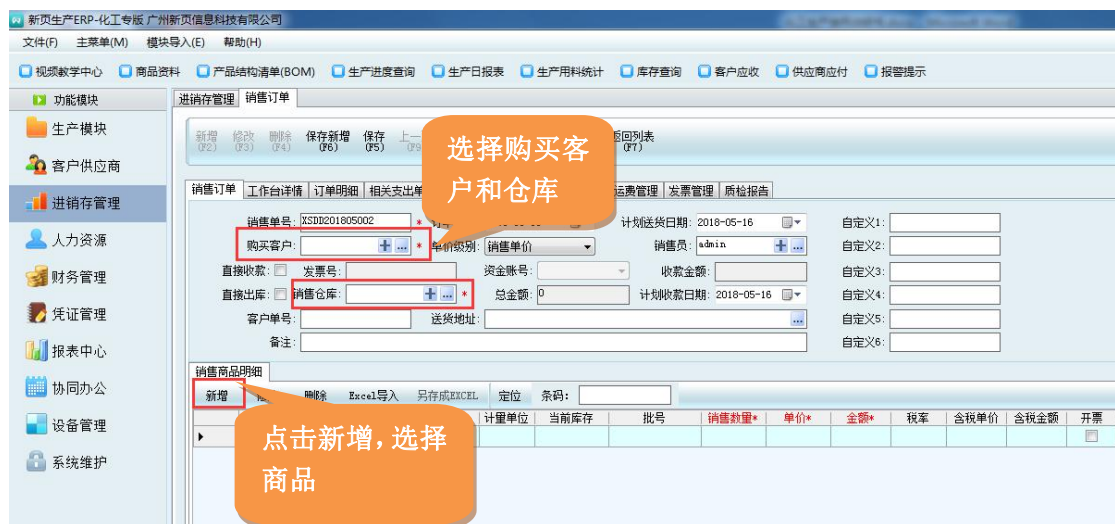 新页生产ERP-化工专版 广州新页信息科技有限公司
文件(F) 主菜单(M) 模块导入(E) 帮助(H)
视频教学中心 商品资料 产品结构清单(BOM) 生产进度查询 生产日报表 生产用料统计 库存查询 客户应收 供应商应付 报警提示
功能模块
进销存管理 销售订单
生产模块
客户供应商
进销存管理
人力资源
财务管理
凭证管理
报表中心
协同办公
设备管理
系统维护
新增 修改 删除 保存新增 保存 上一 返回列表
(F2) (F3) (F4) (F6) (F5) (F7)
选择购买客
户和仓库
销售订单 工作台详情 订单明细 相关支出单 运费管理 发票管理 质检报告
销售单号: XSDD201805002 * 计划送货日期: 2018-05-16 自定义1:
购买客户: * 单价级别: 销售单价 销售员: admin 自定义2:
直接收款: 发票号: 资金账号: 收款金额: 自定义3:
直接出库: 销售仓库: * 总金额: 0 计划收款日期: 2018-05-16 自定义4:
客户单号: 送货地址: 自定义5:
备注: 自定义6:
销售商品明细
新增 删除 Excel导入 另存成EXCEL 定位 条码:
计量单位 当前库存 批号 销售数量* 单价* 金额* 税率 含税单价 含税金额 开票
点击新增,选择
商品